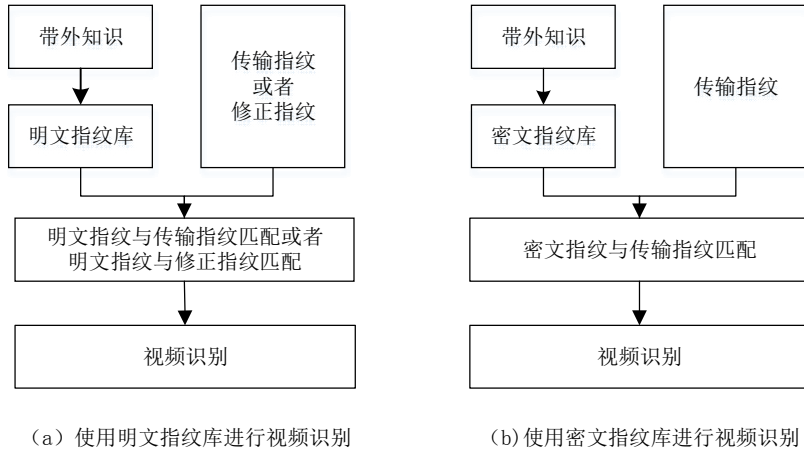 带外知识
明文指纹库
传输指纹
或者
修正指纹
明文指纹与传输指纹匹配或者
明文指纹与修正指纹匹配
视频识别
（a）使用明文指纹库进行视频识别
带外知识
密文指纹库
传输指纹
密文指纹与传输指纹匹配
视频识别
（b)使用密文指纹库进行视频识别